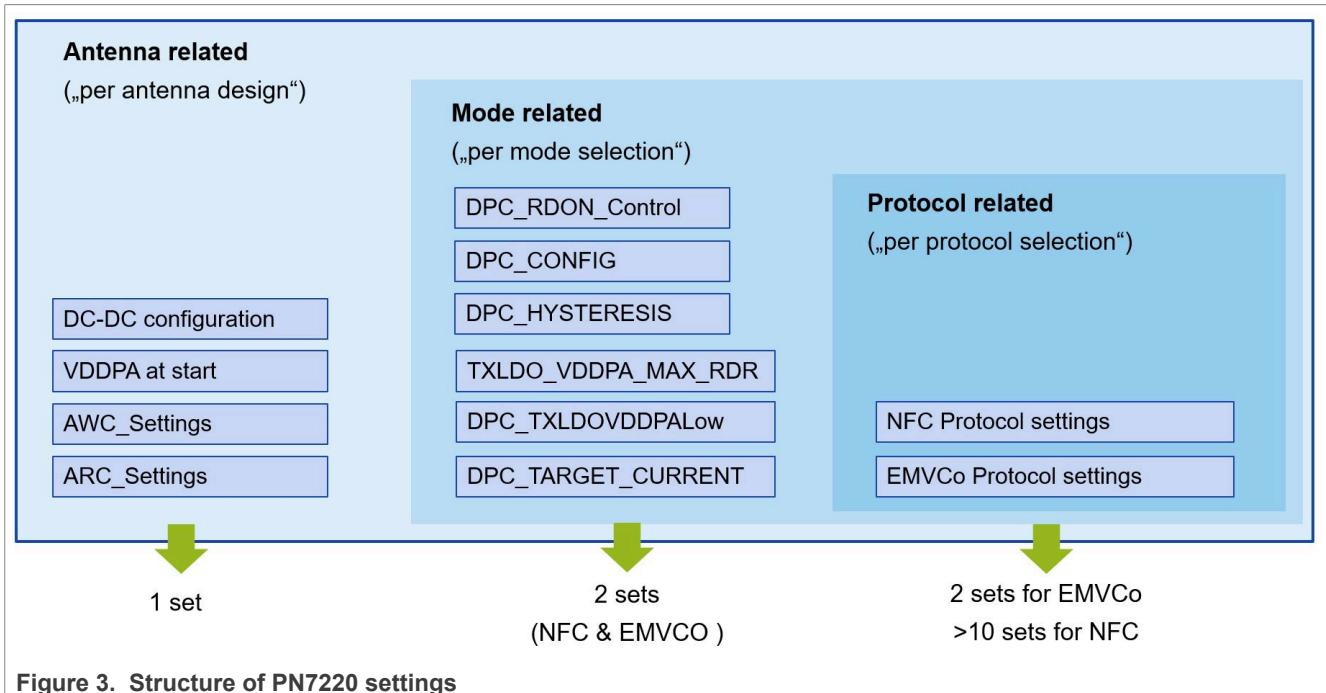 Antenna related
(„per antenna design“)
DC-DC configuration
VDDPA at start
AWC_Settings
ARC_Settings
Mode related
(„per mode selection“)
DPC_RDON_Control
DPC_CONFIG
DPC_HYSTERESIS
TXLDO_VDDPA_MAX_RDR
DPC_TXLDOVDDPALow
DPC_TARGET_CURRENT
Protocol related
(„per protocol selection“)
NFC Protocol settings
EMVCo Protocol settings
1 set
2 sets
(NFC & EMVCO )
2 sets for EMVCo
>10 sets for NFC
Figure 3. Structure of PN7220 settings